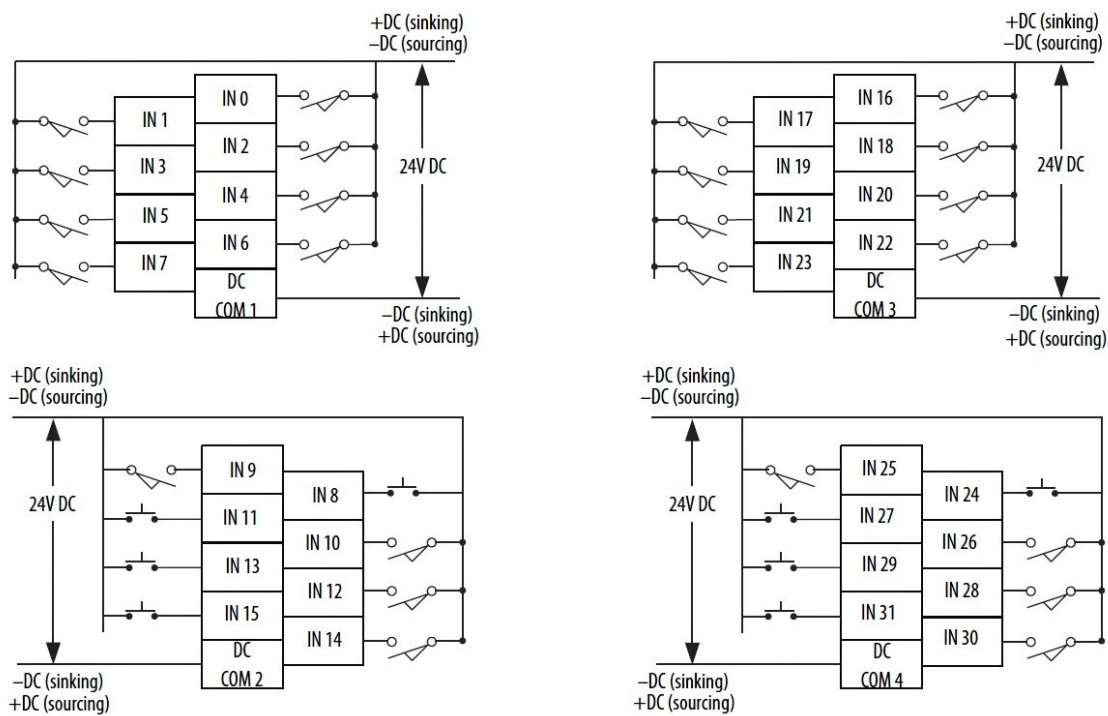 +DC (sinking)
−DC (sourcing)
IN 0
IN 1
IN 2
IN 3
IN 4
IN 5
IN 6
IN 7
DC
COM 1
24V DC
−DC (sinking)
+DC (sourcing)
+DC (sinking)
−DC (sourcing)
IN 16
IN 17
IN 18
IN 19
IN 20
IN 21
IN 22
IN 23
DC
COM 3
24V DC
−DC (sinking)
+DC (sourcing)
+DC (sinking)
−DC (sourcing)
24V DC
IN 9
IN 8
IN 11
IN 10
IN 13
IN 12
IN 15
IN 14
DC
COM 2
−DC (sinking)
+DC (sourcing)
+DC (sinking)
−DC (sourcing)
24V DC
IN 25
IN 24
IN 27
IN 26
IN 29
IN 28
IN 31
IN 30
DC
COM 4
−DC (sinking)
+DC (sourcing)